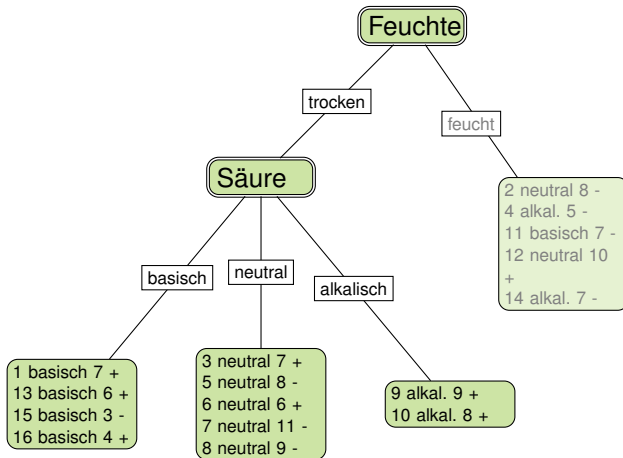 Feuchte
trocken
feucht
Säure
2 neutral 8 -
4 alkal. 5 -
11 basisch 7 -
12 neutral 10
+
14 alkal. 7 -
basisch
neutral
alkalisch
1 basisch 7 +
13 basisch 6 +
15 basisch 3 -
16 basisch 4 +
3 neutral 7 +
5 neutral 8 -
6 neutral 6 +
7 neutral 11 -
8 neutral 9 -
9 alkal. 9 +
10 alkal. 8 +